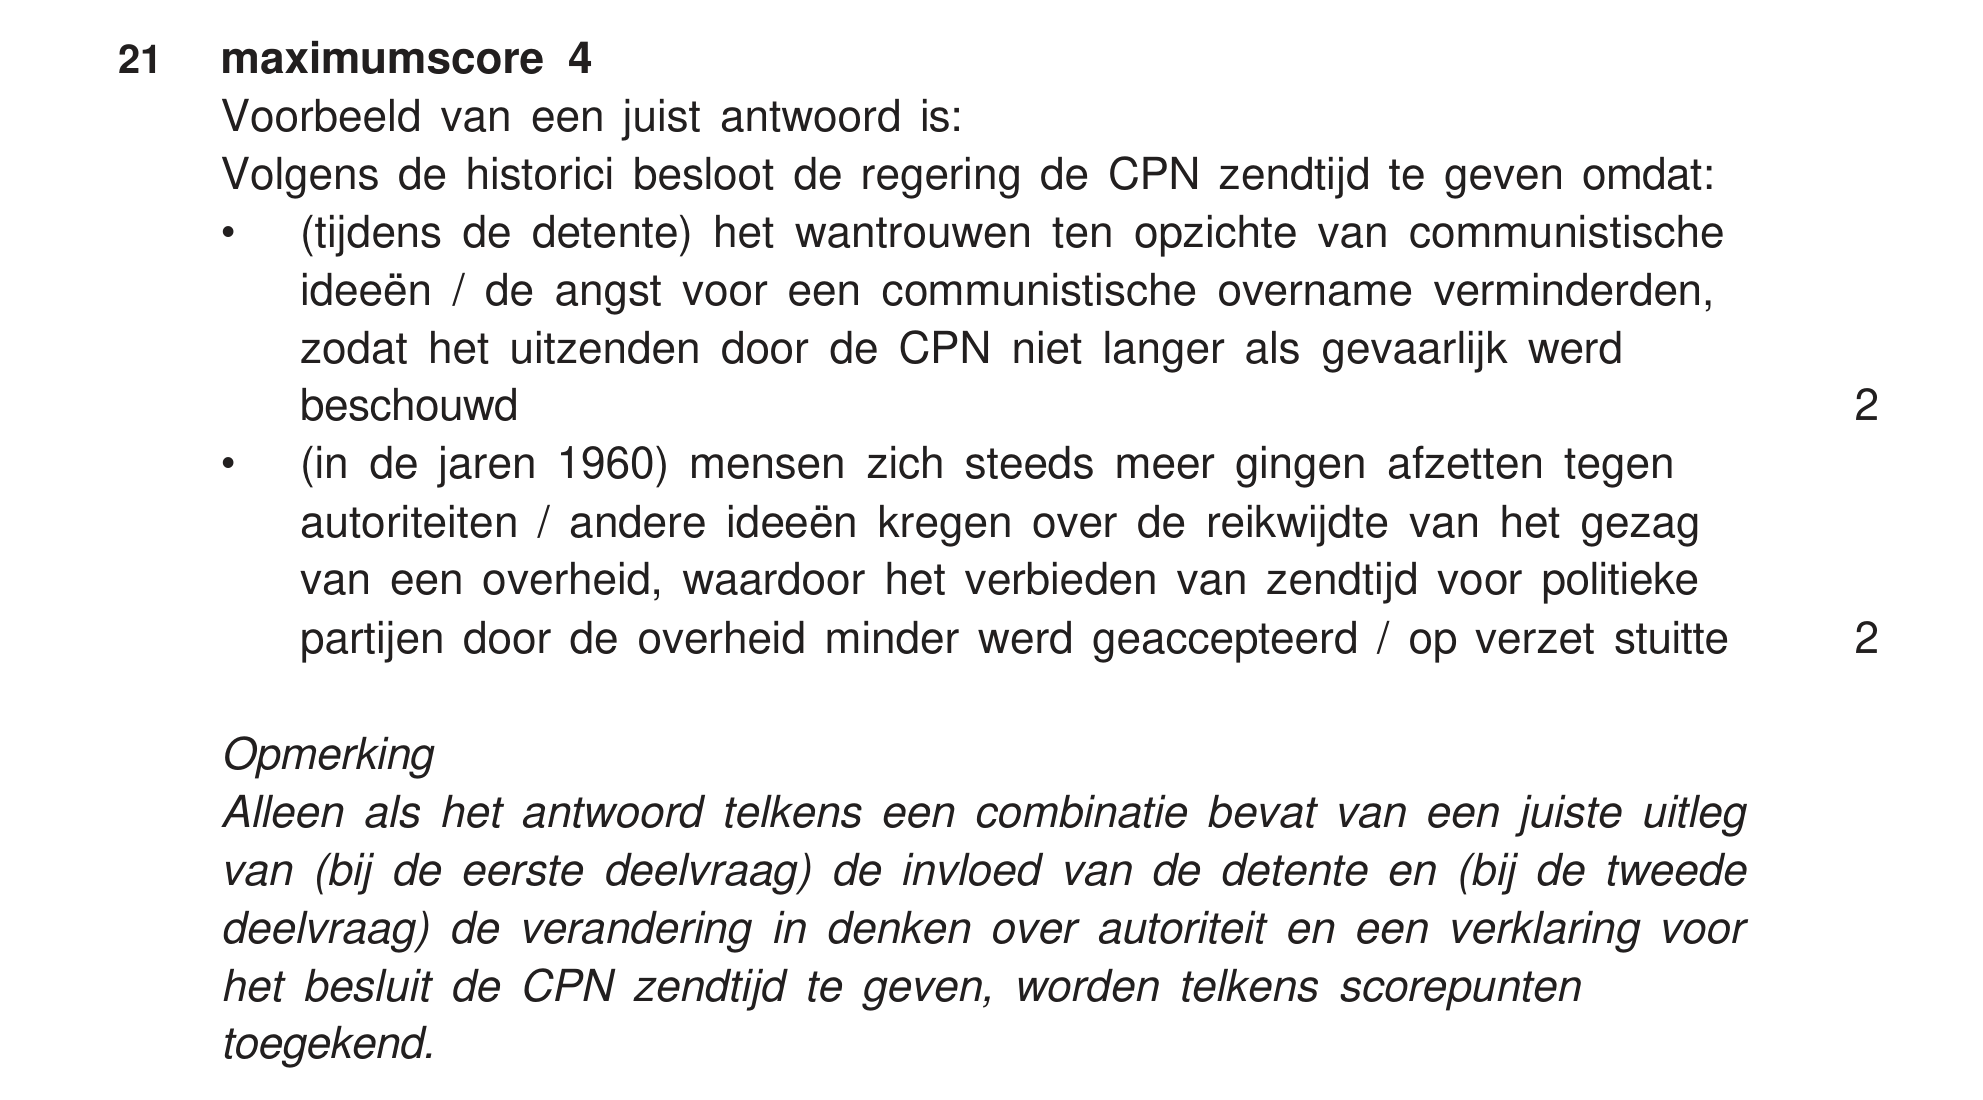 21 maximumscore 4
Voorbeeld van een juist antwoord is:
Volgens de historici besloot de regering de CPN zendtijd te geven omdat:
• (tijdens de detente) het wantrouwen ten opzichte van communistische
ideeën / de angst voor een communistische overname verminderden,
zodat het uitzenden door de CPN niet langer als gevaarlijk werd
beschouwd 2
• (in de jaren 1960) mensen zich steeds meer gingen afzetten tegen
autoriteiten / andere ideeën kregen over de reikwijdte van het gezag
van een overheid, waardoor het verbieden van zendtijd voor politieke
partijen door de overheid minder werd geaccepteerd / op verzet stuitte 2
Opmerking
Alleen als het antwoord telkens een combinatie bevat van een juiste uitleg
van (bij de eerste deelvraag) de invloed van de detente en (bij de tweede
deelvraag) de verandering in denken over autoriteit en een verklaring voor
het besluit de CPN zendtijd te geven, worden telkens scorepunten
toegekend.